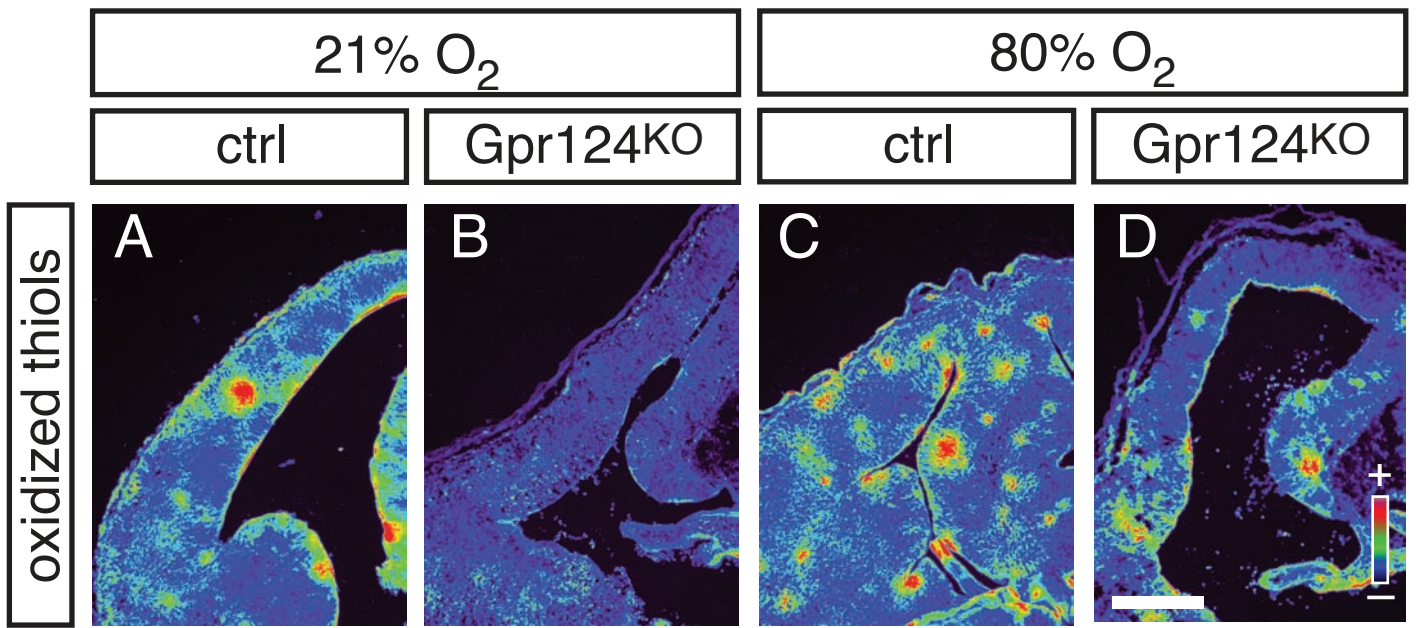 21% O₂
80% O₂
ctrl
Gpr124KO
ctrl
Gpr124KO
oxidized thiols
A
B
C
D
+
–